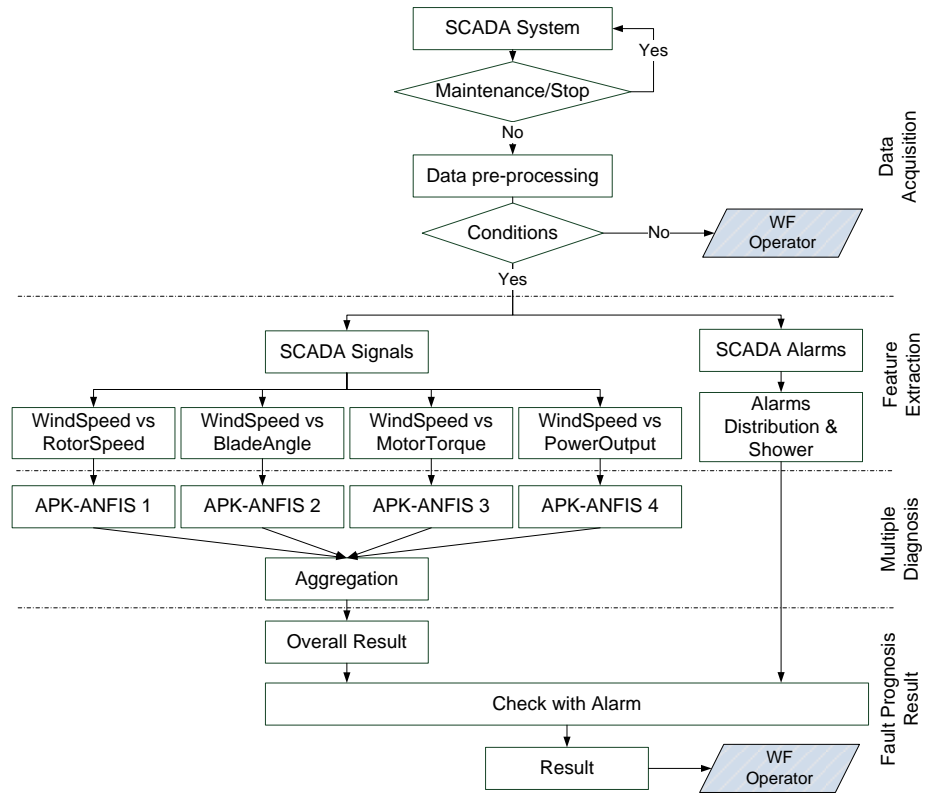 SCADA System
Yes
Maintenance/Stop
No
Data pre-processing
Conditions
No
WF
Operator
Yes
Data
Acquisition
SCADA Signals
SCADA Alarms
WindSpeed vs
RotorSpeed
WindSpeed vs
BladeAngle
WindSpeed vs
MotorTorque
WindSpeed vs
PowerOutput
Alarms
Distribution &
Shower
Feature
Extraction
APK-ANFIS 1
APK-ANFIS 2
APK-ANFIS 3
APK-ANFIS 4
Aggregation
Multiple
Diagnosis
Overall Result
Check with Alarm
Result
WF
Operator
Fault Prognosis
Result